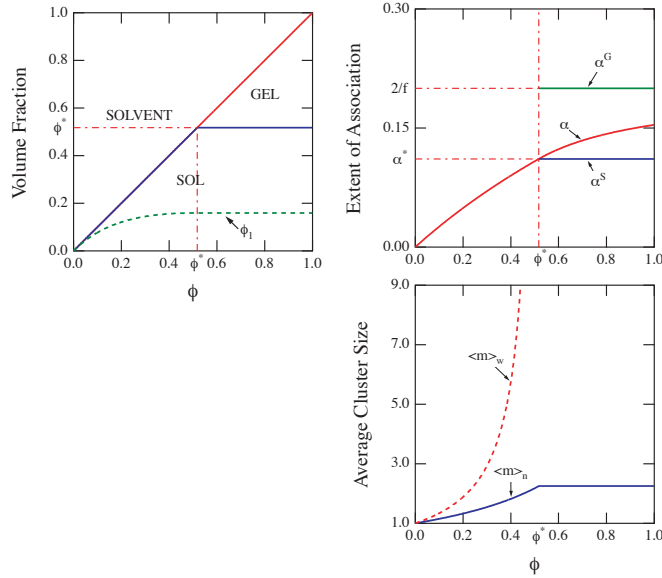 Volume Fraction
1.0
0.8
0.6
φ*
0.4
0.2
0.0
SOLVENT
GEL
SOL
φ₁
0.0 0.2 0.4 φ* 0.6 0.8 1.0
φ
Extent of Association
0.30
2/f
0.15
α*
0.00
α^G
α
α^S
0.0 0.2 0.4 φ* 0.6 0.8 1.0
Average Cluster Size
9.0
7.0
5.0
3.0
1.0
<m>_w
<m>_n
0.0 0.2 0.4 φ* 0.6 0.8 1.0
φ